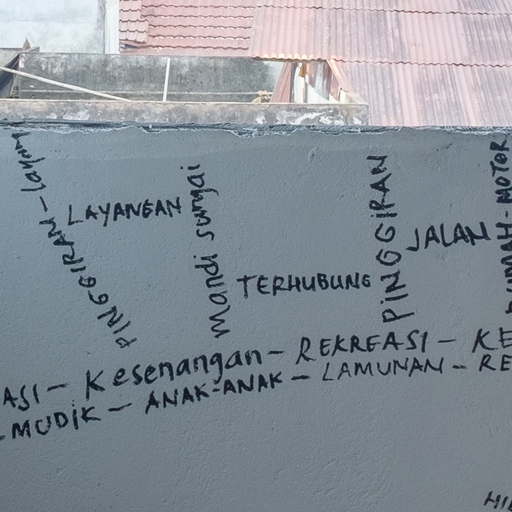 PINGGIRAN - layan
LAYANGAN
mandi sungai
TERHUBUNG
PINGGIRAN
JALAN
RUMAH - MOTOR
ASI - Kesenangan - REKREASI - KE
- MUDIK - ANAK-ANAK - LAMUNAN - RE
HI